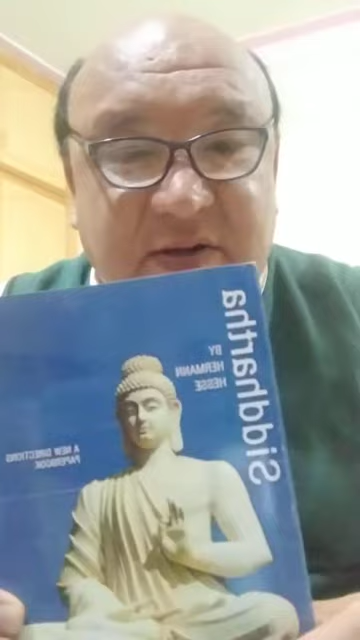 Siddhartha
BY
HERMANN
HESSE
A NEW DIRECTIONS
PAPERBOOK